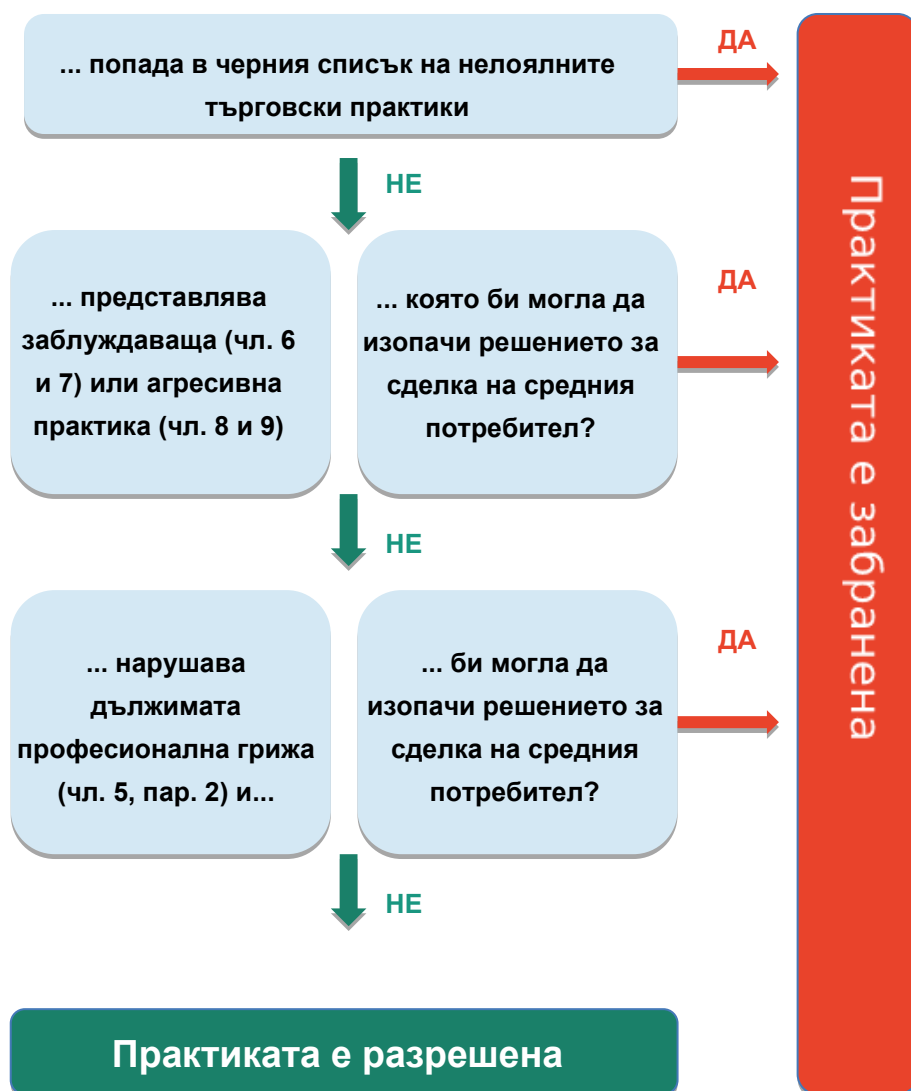 ... попада в черния списък на нелоялните
търговски практики
ДА
НЕ
... представлява
заблуждаваща (чл. 6
и 7) или агресивна
практика (чл. 8 и 9)
... която би могла да
изопачи решението за
сделка на средния
потребител?
ДА
НЕ
... нарушава
дължимата
професионална грижа
(чл. 5, пар. 2) и...
... би могла да
изопачи решението за
сделка на средния
потребител?
ДА
НЕ
Практиката е разрешена
Практиката е забранена